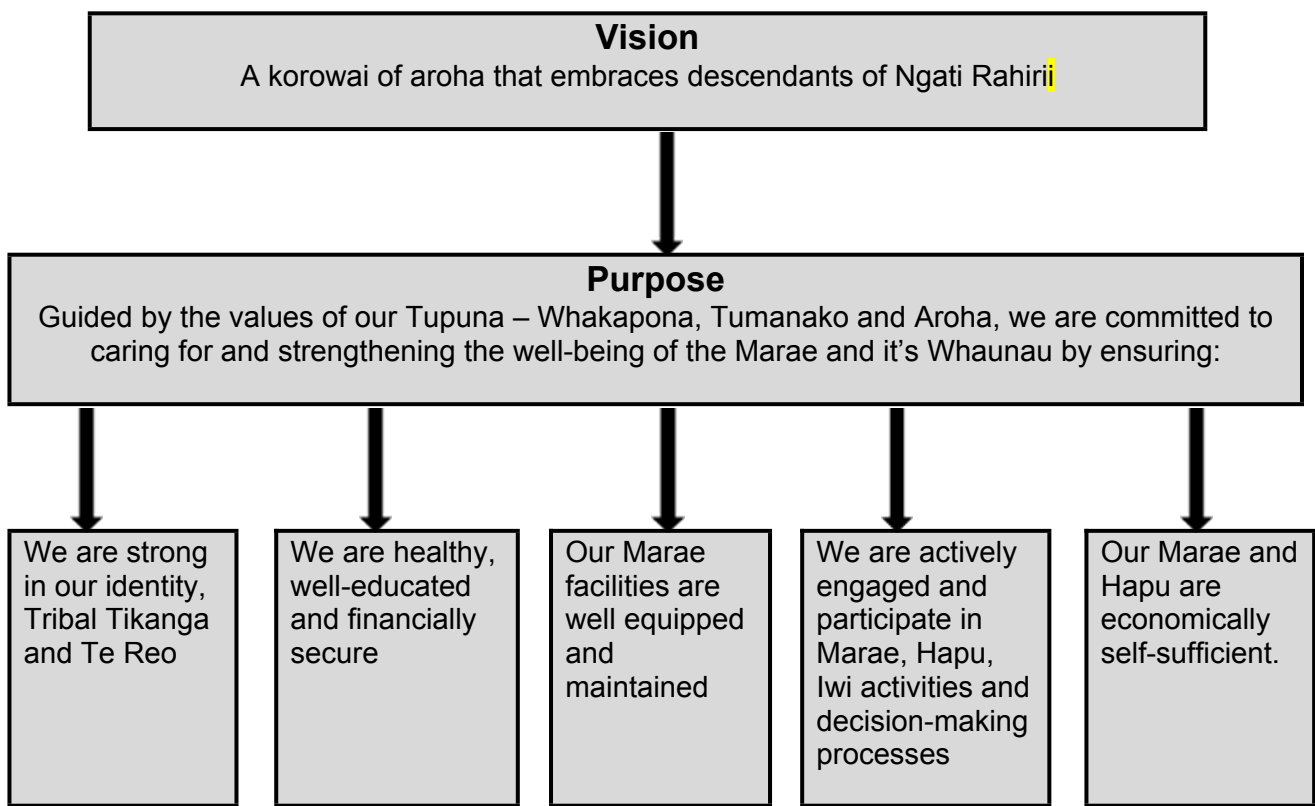 Vision
A korowai of aroha that embraces descendants of Ngati Rahirii
Purpose
Guided by the values of our Tupuna – Whakapona, Tumanako and Aroha, we are committed to
caring for and strengthening the well-being of the Marae and it’s Whaunau by ensuring:
We are strong
in our identity,
Tribal Tikanga
and Te Reo
We are healthy,
well-educated
and financially
secure
Our Marae
facilities are
well equipped
and
maintained
We are actively
engaged and
participate in
Marae, Hapu,
Iwi activities and
decision-making
processes
Our Marae and
Hapu are
economically
self-sufficient.